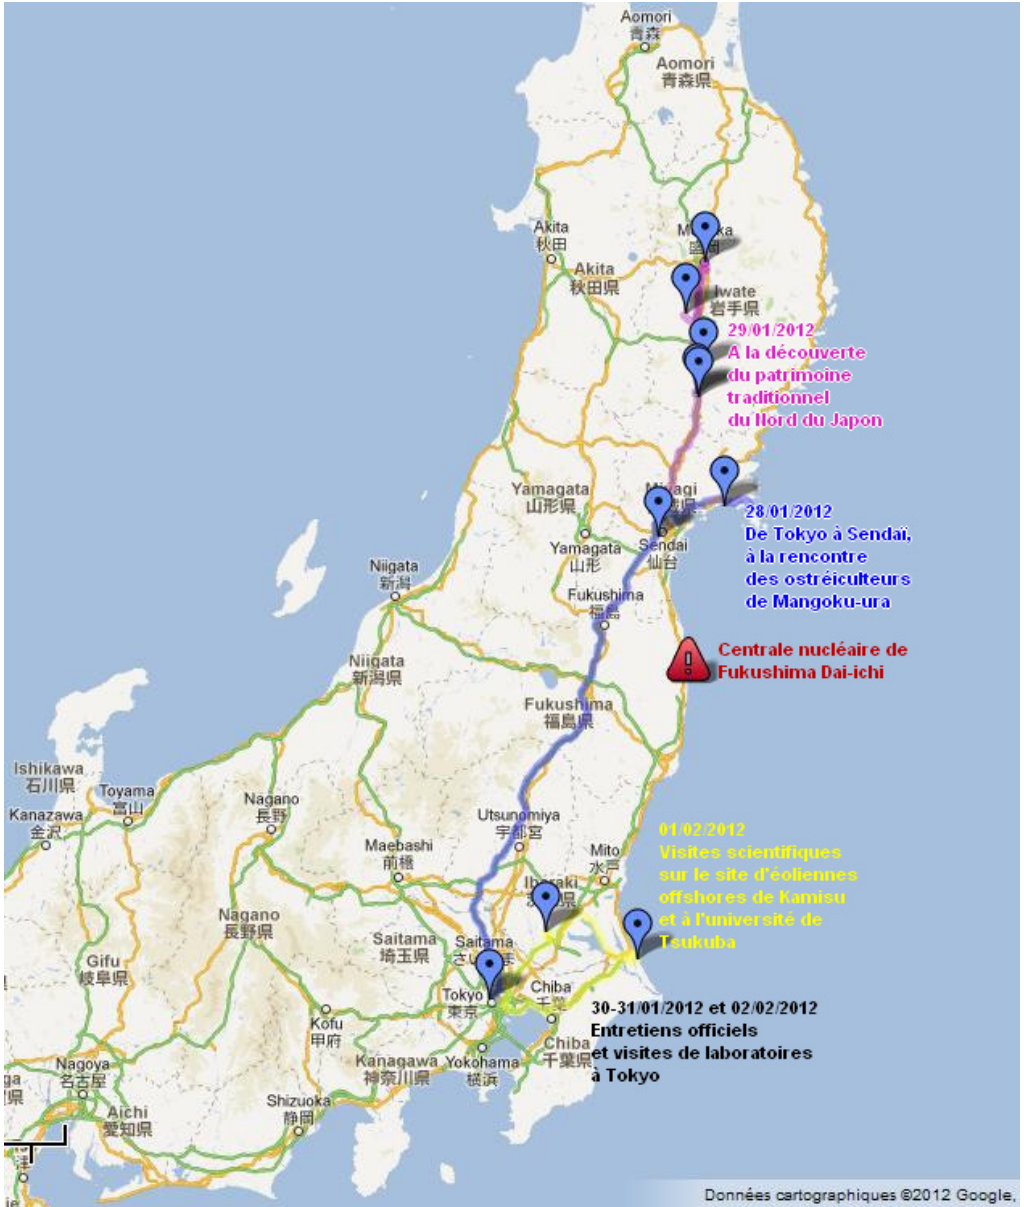 Aomori
青森
Aomori
青森県
Akita
秋田
Akita
秋田県
Iwate
岩手県
29/01/2012
A la découverte
du patrimoine
traditionnel
du Nord du Japon
Yamagata
山形県
28/01/2012
De Tokyo à Sendaï,
à la rencontre
des ostréiculteurs
de Mangoku-ura
Sendai
仙台
Yamagata
山形
Niigata
新潟
Fukushima
福島
Centrale nucléaire de
Fukushima Dai-ichi
Niigata
新潟県
Fukushima
福島県
Ishikawa
石川県
Toyama
富山
Kanazawa
金沢
Nagano
長野
Utsunomiya
宇都宮
Maebashi
前橋
Mito
水戸
01/02/2012
Visites scientifiques
sur le site d'éoliennes
offshores de Kamisu
et à l'université de
Tsukuba
Nagano
長野県
Saitama
埼玉県
Saitama
Gifu
岐阜県
Tokyo
東京
Chiba
30-31/01/2012 et 02/02/2012
Entretiens officiels
et visites de laboratoires
à Tokyo
Kofu
甲府
Chiba
千葉県
Kanagawa
神奈川県
Yokohama
横浜
Nagoya
名古屋
Shizuoka
静岡
Aichi
愛知県
Données cartographiques ©2012 Google,